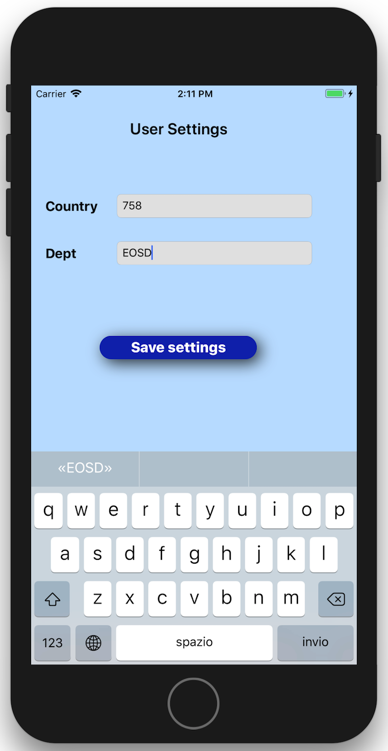 Carrier 2:11 PM
User Settings
Country 758
Dept EOSD
Save settings
«EOSD»
q w e r t y u i o p
a s d f g h j k l
z x c v b n m
123 spazio invio